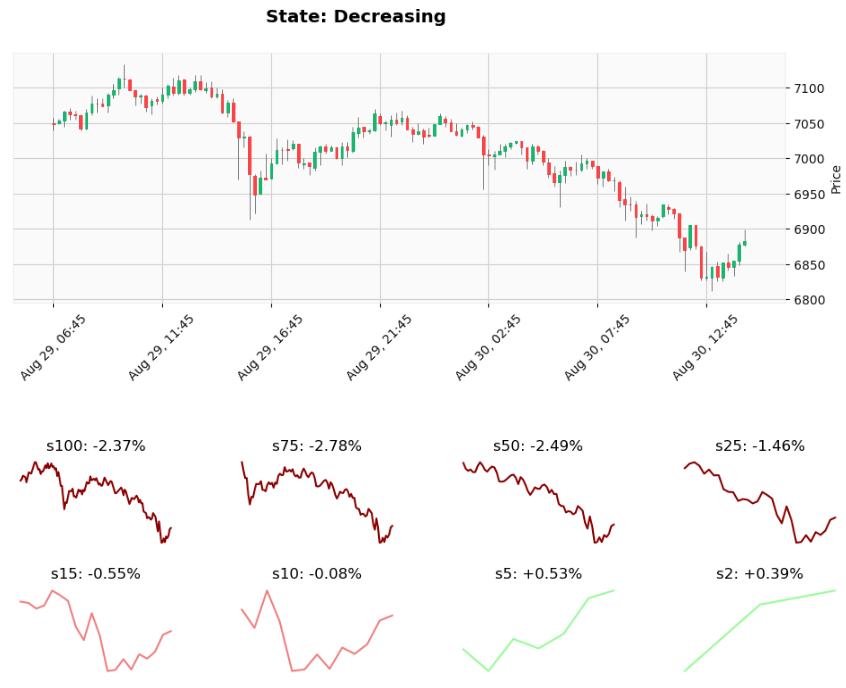 State: Decreasing
7100
7050
7000
6950
6900
6850
6800
Price
Aug 29, 06:45
Aug 29, 11:45
Aug 29, 16:45
Aug 29, 21:45
Aug 30, 02:45
Aug 30, 07:45
Aug 30, 12:45
s100: -2.37%
s75: -2.78%
s50: -2.49%
s25: -1.46%
s15: -0.55%
s10: -0.08%
s5: +0.53%
s2: +0.39%